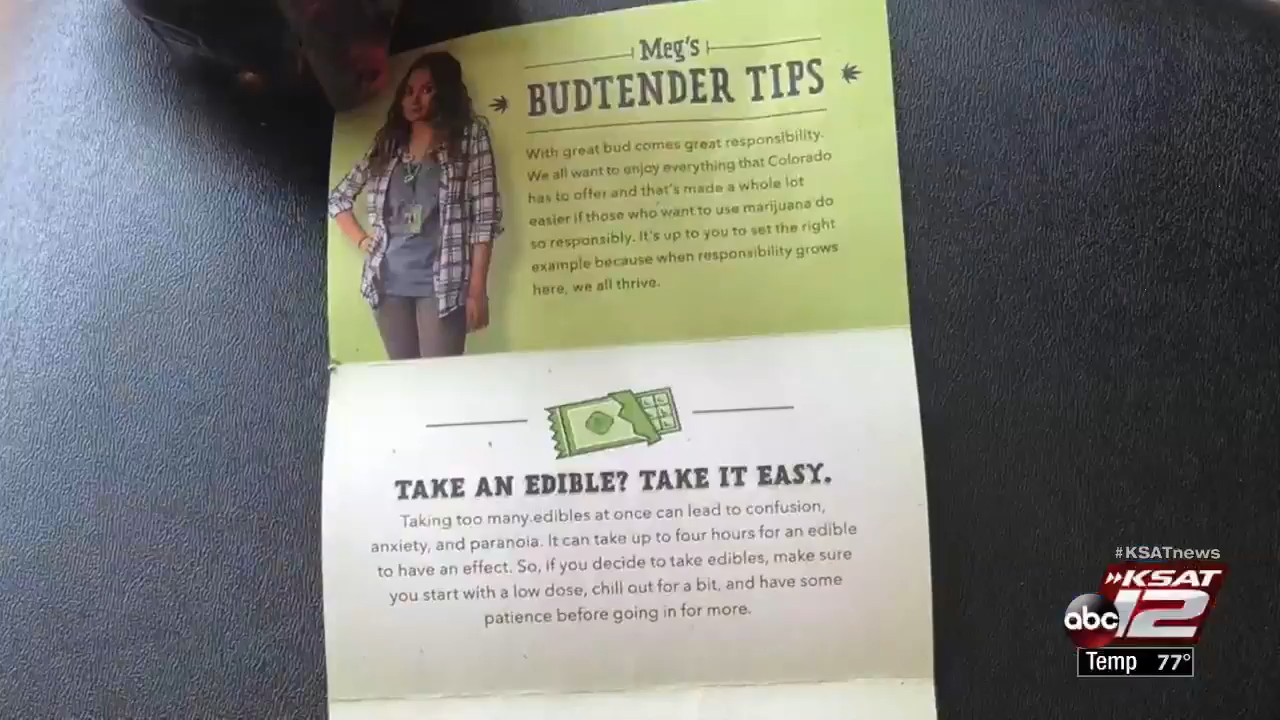 Meg's
BUDTENDER TIPS
With great bud comes great responsibility.
We all want to enjoy everything that Colorado
has to offer and that's made a whole lot
easier if those who want to use marijuana do
so responsibly. It's up to you to set the right
example because when responsibility grows
here, we all thrive.
TAKE AN EDIBLE? TAKE IT EASY.
Taking too many edibles at once can lead to confusion,
anxiety, and paranoia. It can take up to four hours for an edible
to have an effect. So, if you decide to take edibles, make sure
you start with a low dose, chill out for a bit, and have some
patience before going in for more.
#KSATnews
KSAT
abc 12
Temp 77°